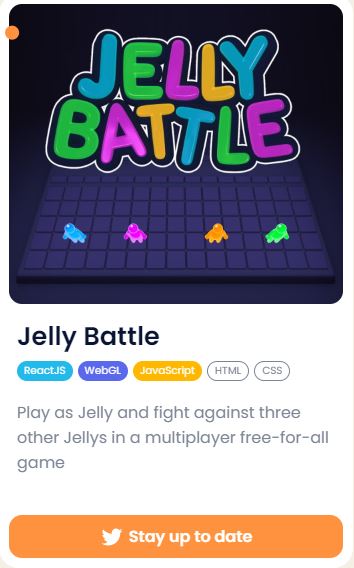 JELLY
BATTLE
Jelly Battle
ReactJS WebGL JavaScript HTML CSS
Play as Jelly and fight against three
other Jellys in a multiplayer free-for-all
game
Stay up to date